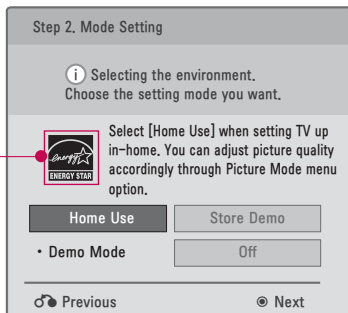 Step 2. Mode Setting
i Selecting the environment.
Choose the setting mode you want.
energy
ENERGY STAR
Select [Home Use] when setting TV up
in-home. You can adjust picture quality
accordingly through Picture Mode menu
option.
Home Use Store Demo
• Demo Mode Off
Previous Next